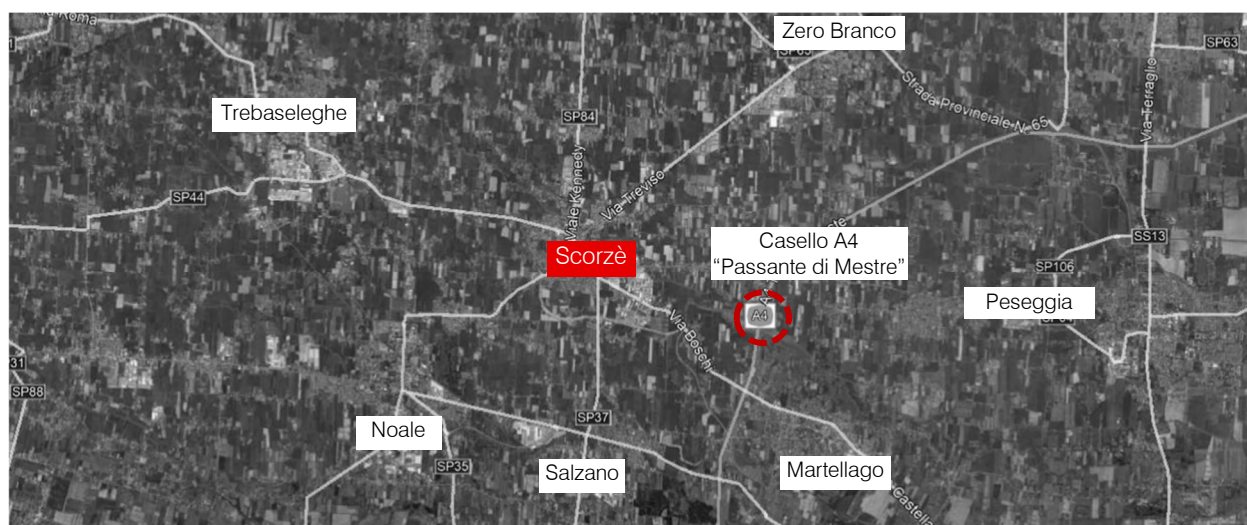 Roma
Zero Branco
SP63
Trebaseleghe
SP84
Strada Provinciale N. 65
Via Terraglio
Viale Kennedy
Via Treviso
SP44
Scorzè
Casello A4
“Passante di Mestre”
SS13
SP106
Peseggia
A4
Via Boschi
SP88
Noale
SP37
SP35
Salzano
Martellago